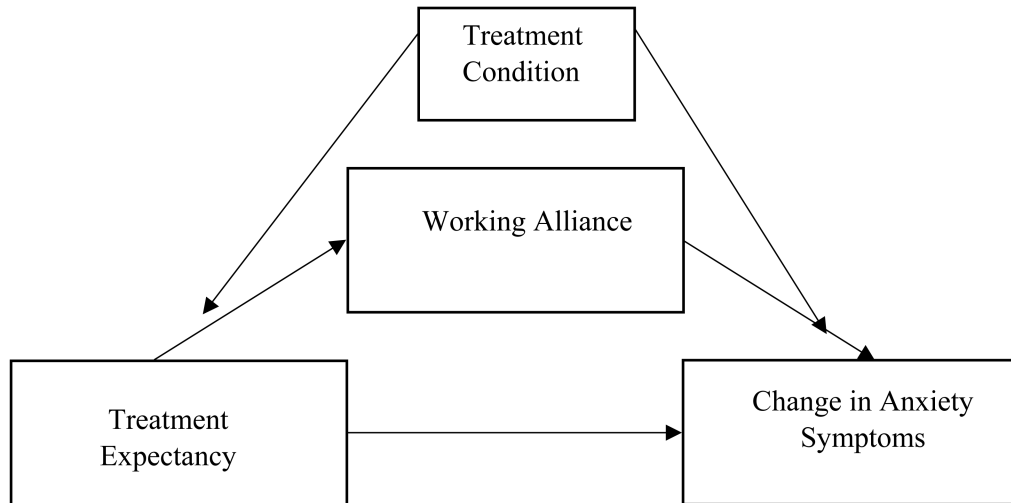 Treatment
Condition
Working Alliance
Treatment
Expectancy
Change in Anxiety
Symptoms